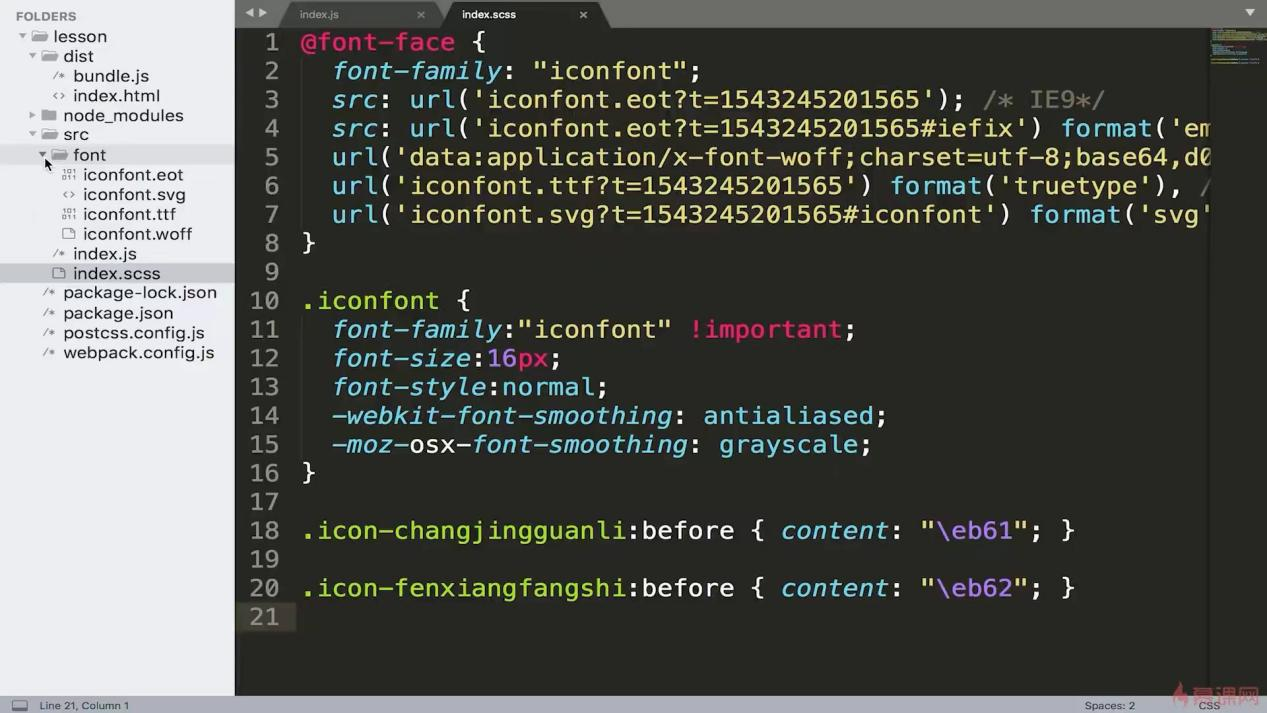 FOLDERS
lesson
dist
bundle.js
index.html
node_modules
src
font
iconfont.eot
iconfont.svg
iconfont.ttf
iconfont.woff
index.js
index.scss
package-lock.json
package.json
postcss.config.js
webpack.config.js
index.js
index.scss
1 @font-face {
2 font-family: "iconfont";
3 src: url('iconfont.eot?t=1543245201565'); /* IE9*/
4 src: url('iconfont.eot?t=1543245201565#iefix') format('em
5 url('data:application/x-font-woff;charset=utf-8;base64,d0
6 url('iconfont.ttf?t=1543245201565') format('truetype'), /
7 url('iconfont.svg?t=1543245201565#iconfont') format('svg'
8 }
9
10 .iconfont {
11 font-family:"iconfont" !important;
12 font-size:16px;
13 font-style:normal;
14 -webkit-font-smoothing: antialiased;
15 -moz-osx-font-smoothing: grayscale;
16 }
17
18 .icon-changjingguanli:before { content: "\eb61"; }
19
20 .icon-fenxiangfangshi:before { content: "\eb62"; }
21
Line 21, Column 1
Spaces: 2
CSS
慕课网